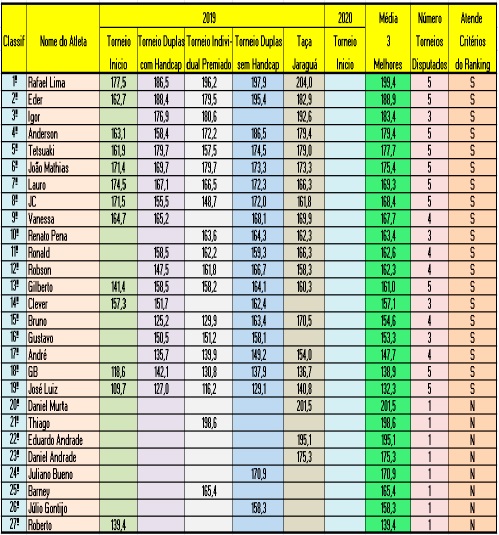 2019 2020 Média Número Atende
Classif Nome do Atleta Torneio Torneio Duplas Torneio Indivi- Torneio Duplas Taça Torneio 3 Torneios Critérios
Inicio com Handcap dual Premiado sem Handcap Jaraguá Inicio Melhores Disputados do Ranking
1º Rafael Lima 177,5 186,5 196,2 197,9 204,0 199,4 5 S
2º Eder 162,7 188,4 179,5 195,4 182,9 188,9 5 S
3º Igor 176,9 180,6 192,6 183,4 3 S
4º Anderson 163,1 158,4 172,2 186,5 179,4 179,4 5 S
5º Tetsuaki 161,9 179,7 157,5 174,5 179,0 177,7 5 S
6º João Mathias 171,4 169,7 179,7 173,3 173,3 175,4 5 S
7º Lauro 174,5 167,1 166,5 172,3 166,3 169,3 5 S
8º JC 171,5 155,5 148,7 172,0 161,8 168,4 5 S
9º Vanessa 164,7 165,2 168,1 169,9 167,7 4 S
10º Renato Pena 163,6 164,3 162,3 163,4 3 S
11º Ronald 158,5 162,2 159,3 166,3 162,6 4 S
12º Robson 147,5 161,8 166,7 158,3 162,3 4 S
13º Gilberto 141,4 158,5 158,2 164,1 160,3 161,0 5 S
14º Clever 157,3 151,7 162,4 157,1 3 S
15º Bruno 125,2 129,9 163,4 170,5 154,6 4 S
16º Gustavo 150,5 151,2 158,1 153,3 3 S
17º André 135,7 139,9 149,2 154,0 147,7 4 S
18º GB 118,6 142,1 130,8 137,9 136,7 138,9 5 S
19º José Luiz 109,7 127,0 116,2 129,1 140,8 132,3 5 S
20º Daniel Murta 201,5 201,5 1 N
21º Thiago 198,6 198,6 1 N
22º Eduardo Andrade 195,1 195,1 1 N
23º Daniel Andrade 175,3 175,3 1 N
24º Juliano Bueno 170,9 170,9 1 N
25º Barney 165,4 165,4 1 N
26º Júlio Gontijo 158,3 158,3 1 N
27º Roberto 139,4 139,4 1 N